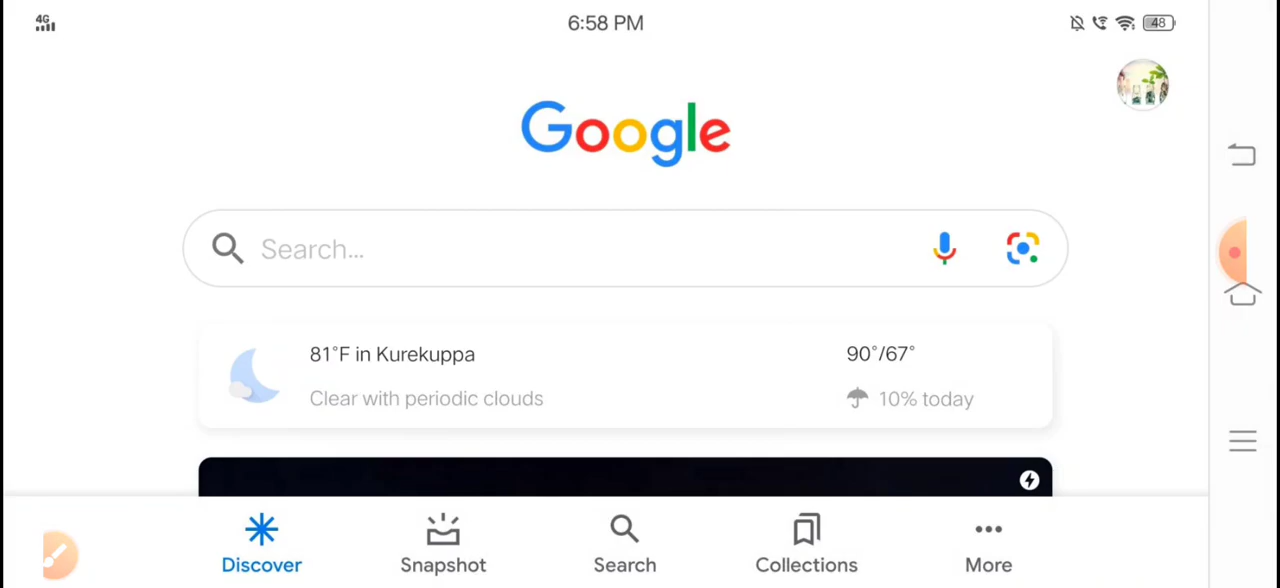 4G 6:58 PM 48
Google
Search...
81°F in Kurekuppa 90°/67°
Clear with periodic clouds 10% today
Discover Snapshot Search Collections More